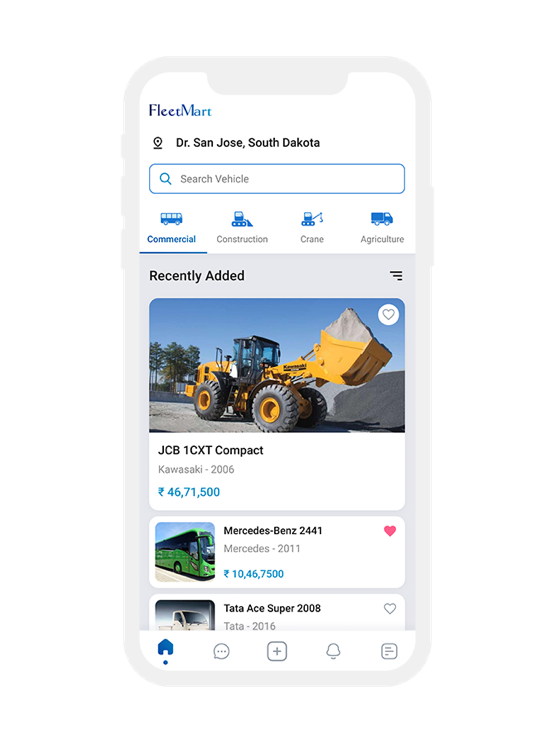 FleetMart
Dr. San Jose, South Dakota
Search Vehicle
Commercial
Construction
Crane
Agriculture
Recently Added
Kawasaki
JCB 1CXT Compact
Kawasaki - 2006
₹ 46,71,500
Mercedes-Benz 2441
Mercedes - 2011
₹ 10,46,7500
Tata Ace Super 2008
Tata - 2016